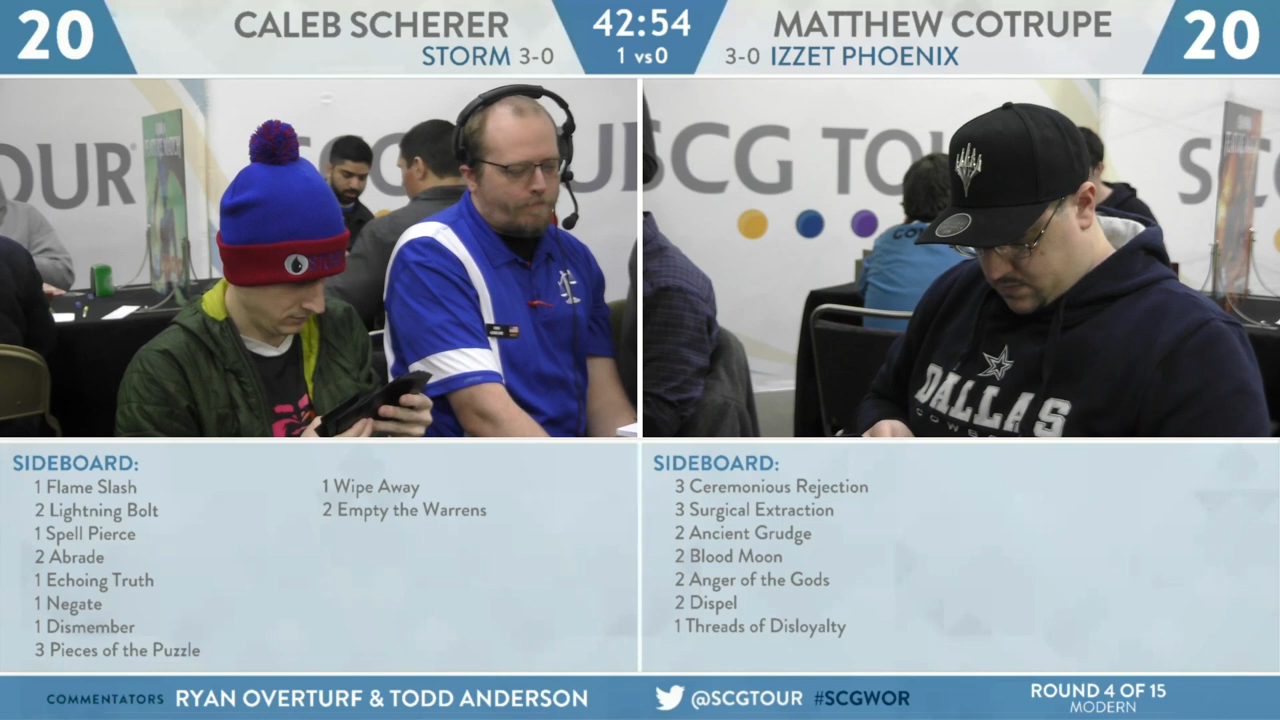 20
CALEB SCHERER
STORM 3-0
42:54
1 vs 0
MATTHEW COTRUPE
3-0 IZZET PHOENIX
20
OUR
SCG TOU
DALLAS
SIDEBOARD:
1 Flame Slash
2 Lightning Bolt
1 Spell Pierce
2 Abrade
1 Echoing Truth
1 Negate
1 Dismember
3 Pieces of the Puzzle
1 Wipe Away
2 Empty the Warrens
SIDEBOARD:
3 Ceremonious Rejection
3 Surgical Extraction
2 Ancient Grudge
2 Blood Moon
2 Anger of the Gods
2 Dispel
1 Threads of Disloyalty
COMMENTATORS RYAN OVERTURF & TODD ANDERSON
@SCGTOUR #SCGWOR
ROUND 4 OF 15
MODERN